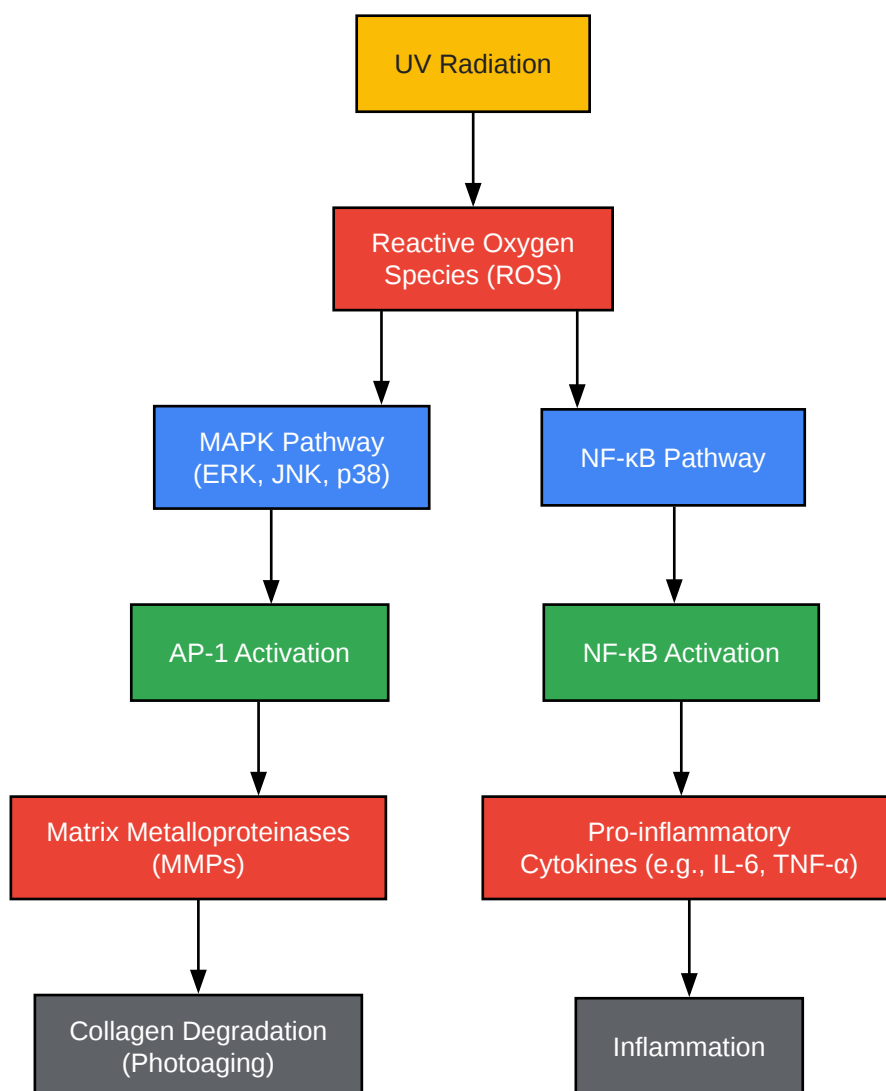 UV Radiation
Reactive Oxygen
Species (ROS)
MAPK Pathway
(ERK, JNK, p38)
NF-κB Pathway
AP-1 Activation
NF-κB Activation
Matrix Metalloproteinases
(MMPs)
Pro-inflammatory
Cytokines (e.g., IL-6, TNF-α)
Collagen Degradation
(Photoaging)
Inflammation